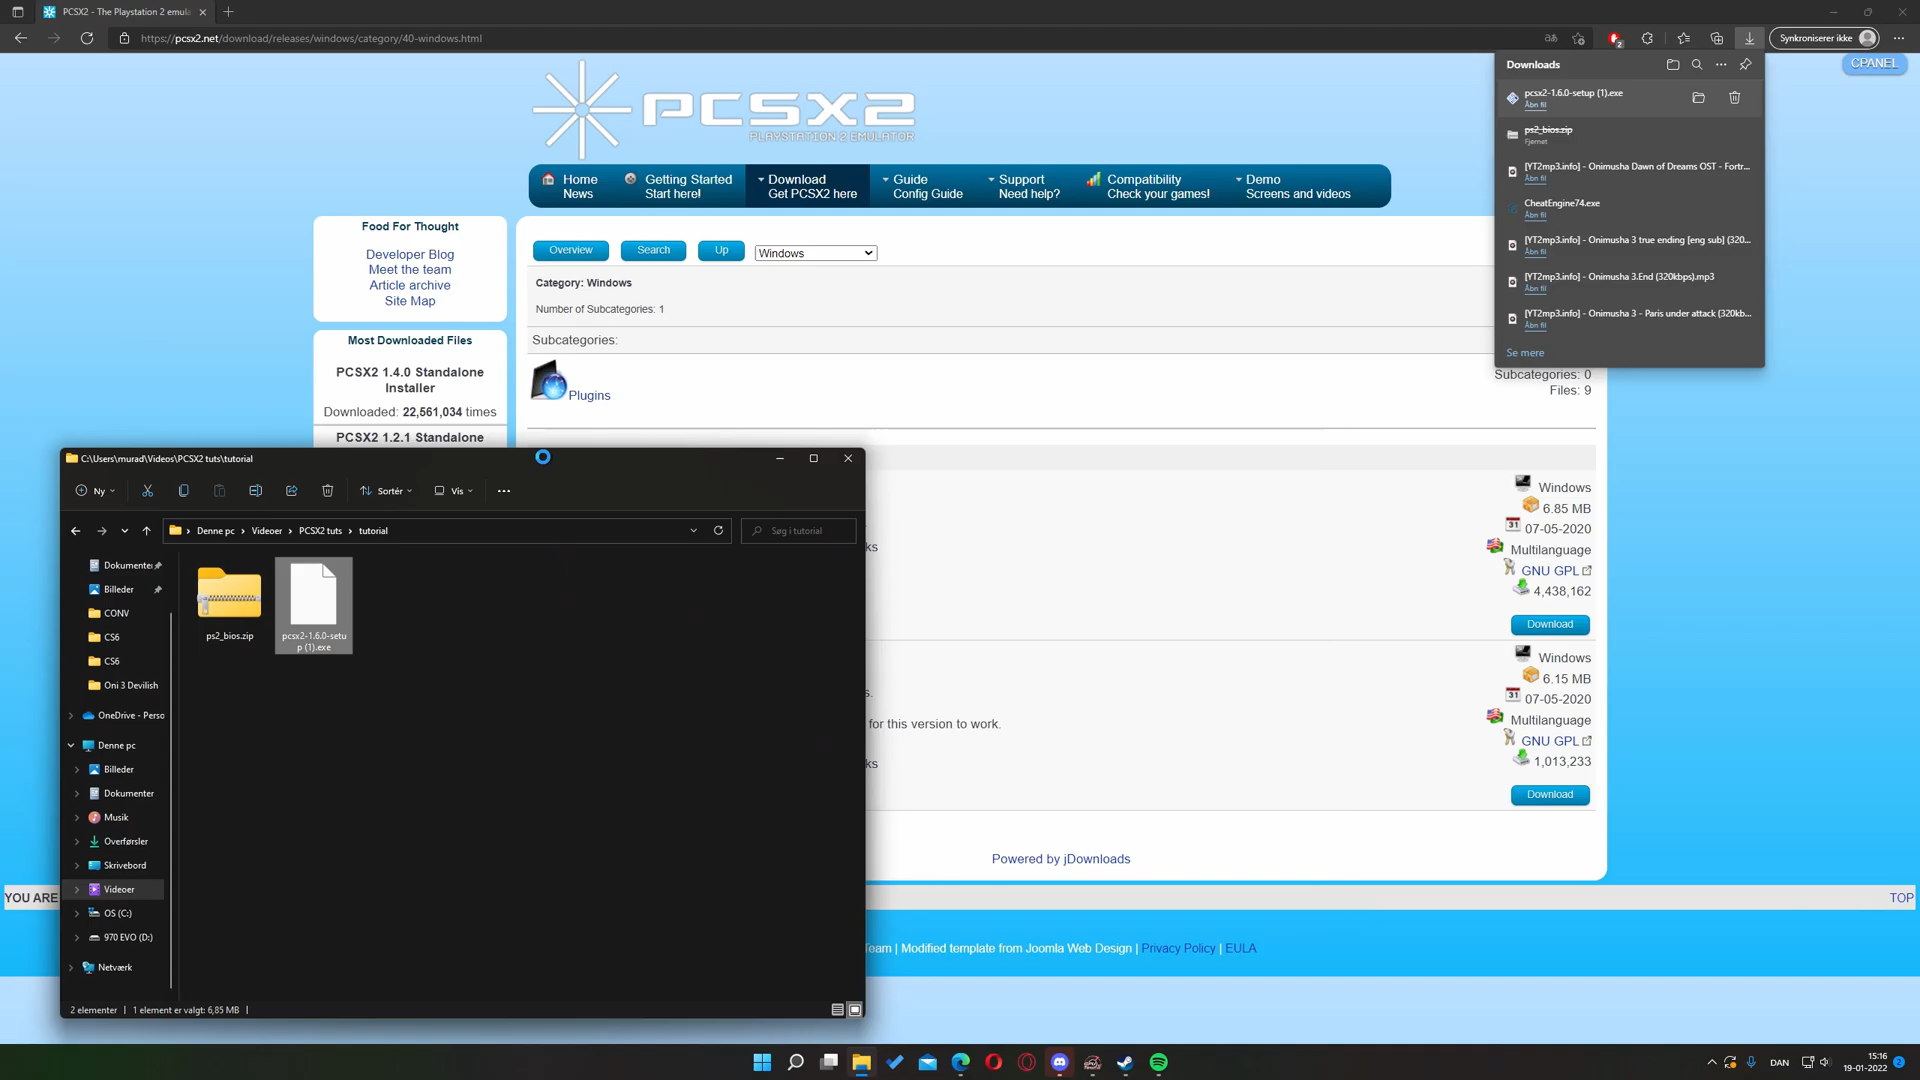 PCSX2 - The Playstation 2 emula
https://pcsx2.net/download/releases/windows/category/40-windows.html
2
Synkroniserer ikke
CPANEL
PCSX2
PLAYSTATION 2 EMULATOR
Downloads
pcsx2-1.6.0-setup (1).exe
Åbn fil
ps2_bios.zip
Fjernet
[YT2mp3.info] - Onimusha Dawn of Dreams OST - Fortr...
Åbn fil
CheatEngine74.exe
Åbn fil
[YT2mp3.info] - Onimusha 3 true ending [eng sub] (320...
Åbn fil
[YT2mp3.info] - Onimusha 3.End (320kbps).mp3
Åbn fil
[YT2mp3.info] - Onimusha 3 - Paris under attack (320kb...
Åbn fil
Se mere
Home
News
Getting Started
Start here!
Download
Get PCSX2 here
Guide
Config Guide
Support
Need help?
Compatibility
Check your games!
Demo
Screens and videos
Food For Thought
Developer Blog
Meet the team
Article archive
Site Map
Most Downloaded Files
PCSX2 1.4.0 Standalone
Installer
Downloaded: 22,561,034 times
PCSX2 1.2.1 Standalone
Overview
Search
Up
Windows
Category: Windows
Number of Subcategories: 1
Subcategories:
Plugins
Subcategories: 0
Files: 9
Windows
6.85 MB
31 07-05-2020
ks
Multilanguage
GNU GPL
4,438,162
Download
Windows
6.15 MB
s.
31 07-05-2020
for this version to work.
Multilanguage
GNU GPL
ks
1,013,233
Download
Powered by jDownloads
YOU ARE
TOP
Team | Modified template from Joomla Web Design | Privacy Policy | EULA
C:\Users\murad\Videos\PCSX2 tuts\tutorial
Ny
Sortér
Vis
Denne pc
Videoer
PCSX2 tuts
tutorial
Søg i tutorial
Dokumenter
Billeder
CONV
CS6
CS6
Oni 3 Devilish
OneDrive - Perso
Denne pc
Billeder
Dokumenter
Musik
Overførsler
Skrivebord
Videoer
OS (C:)
970 EVO (D:)
Netværk
ps2_bios.zip
pcsx2-1.6.0-setu
p (1).exe
2 elementer
1 element er valgt: 6,85 MB
DAN
15:16
19-01-2022
2